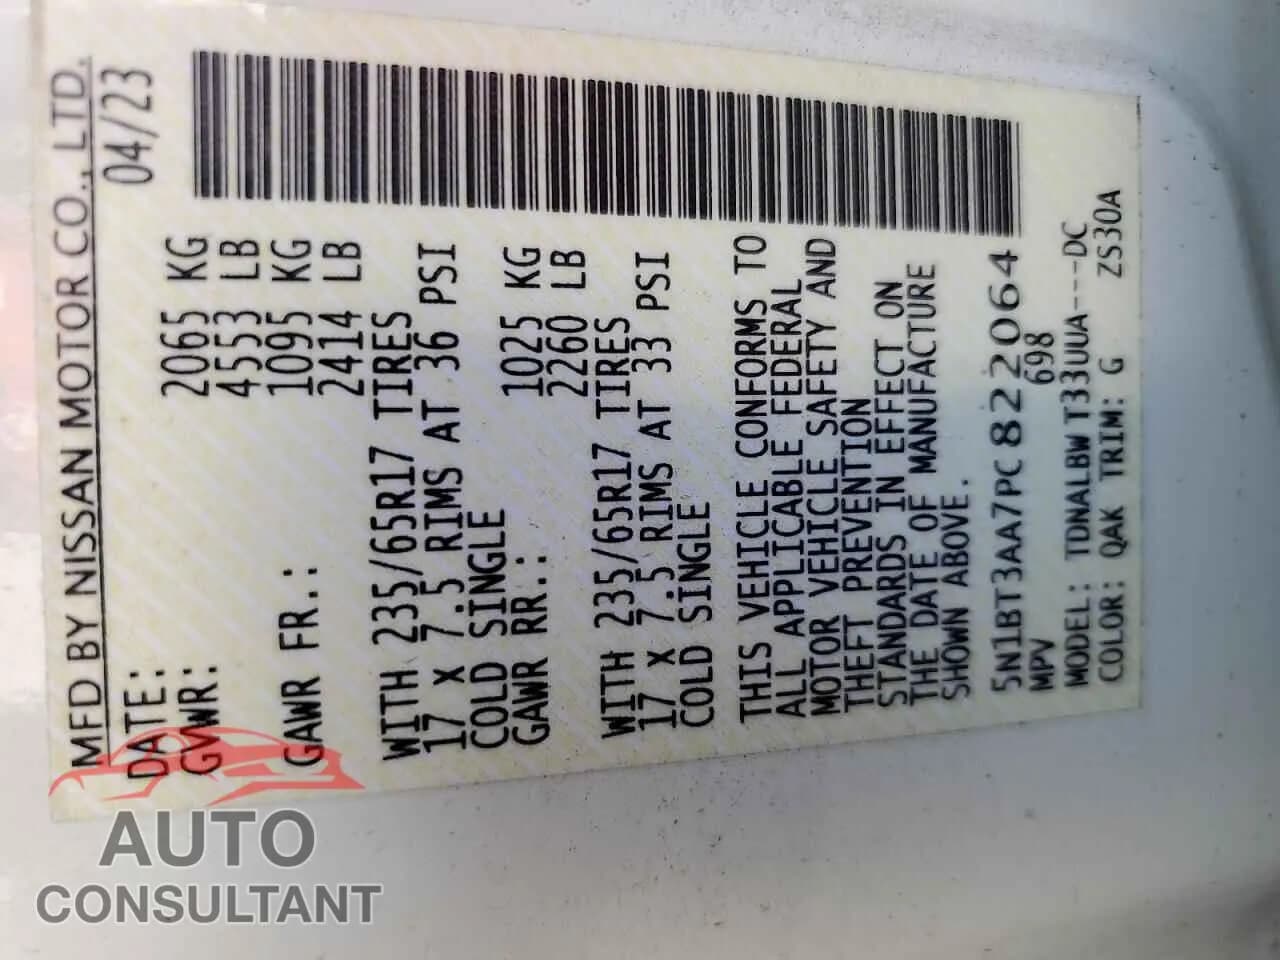 MFD BY NISSAN MOTOR CO., LTD.
DATE: 04/23
GVWR: 2065 KG
4553 LB
GAWR FR.: 1095 KG
2414 LB
WITH 235/65R17 TIRES
17 X 7.5 RIMS AT 36 PSI
COLD SINGLE
GAWR RR.: 1025 KG
2260 LB
WITH 235/65R17 TIRES
17 X 7.5 RIMS AT 33 PSI
COLD SINGLE
THIS VEHICLE CONFORMS TO
ALL APPLICABLE FEDERAL
MOTOR VEHICLE SAFETY AND
THEFT PREVENTION
STANDARDS IN EFFECT ON
THE DATE OF MANUFACTURE
SHOWN ABOVE.
5N1BT3AA7PC822064
MPV 698
MODEL: TDNALBW T33UUA---DC
COLOR: QAK TRIM: G ZS30A
AUTO
CONSULTANT